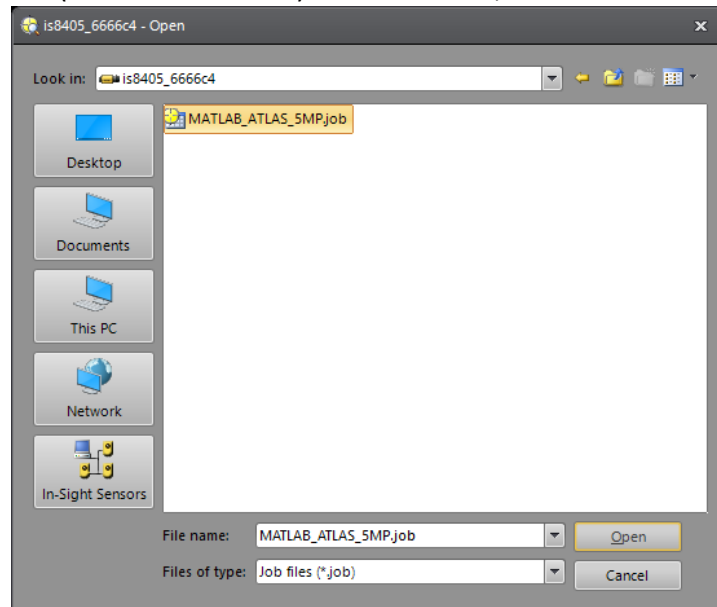 is8405_6666c4 - Open
x
Look in: is8405_6666c4
MATLAB_ATLAS_5MP.job
Desktop
Documents
This PC
Network
In-Sight Sensors
File name: MATLAB_ATLAS_5MP.job Open
Files of type: Job files (*.job) Cancel